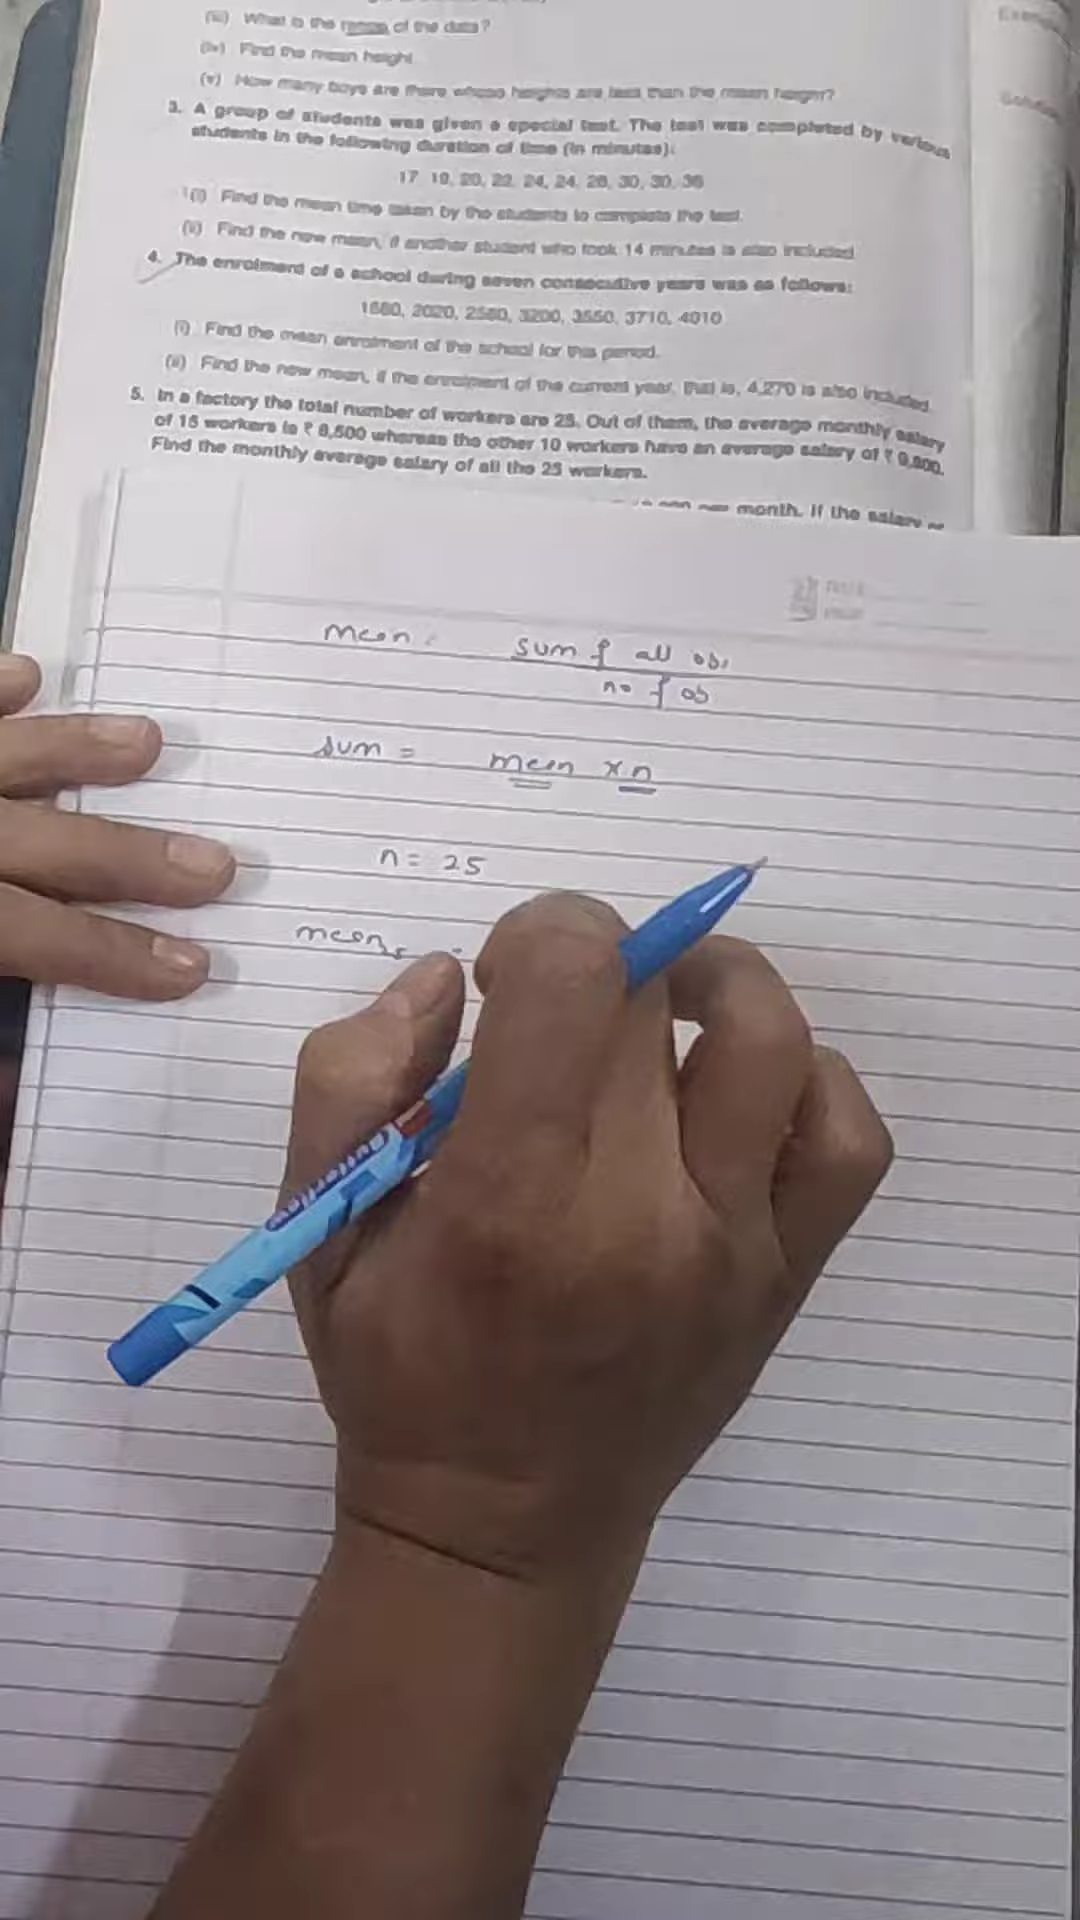 (iii) What is the range of the data?
(iv) Find the mean height.
(v) How many boys are there whose heights are less than the mean height?
3. A group of students was given a special test. The test was completed by various
students in the following duration of time (in minutes):
17, 19, 20, 22, 24, 24, 28, 30, 30, 36
(i) Find the mean time taken by the students to complete the test.
(ii) Find the new mean, if another student who took 14 minutes is also included.
4. The enrolment of a school during seven consecutive years was as follows:
1680, 2020, 2580, 3200, 3550, 3710, 4010
(i) Find the mean enrolment of the school for this period.
(ii) Find the new mean, if the enrolment of the current year, that is, 4,270 is also included.
5. In a factory the total number of workers are 25. Out of them, the average monthly salary
of 15 workers is ₹ 8,500 whereas the other 10 workers have an average salary of ₹ 9,800.
Find the monthly average salary of all the 25 workers.
month. If the salary of
mean = sum of all ob.
no of ob
sum = mean x n
n = 25
Butterflow